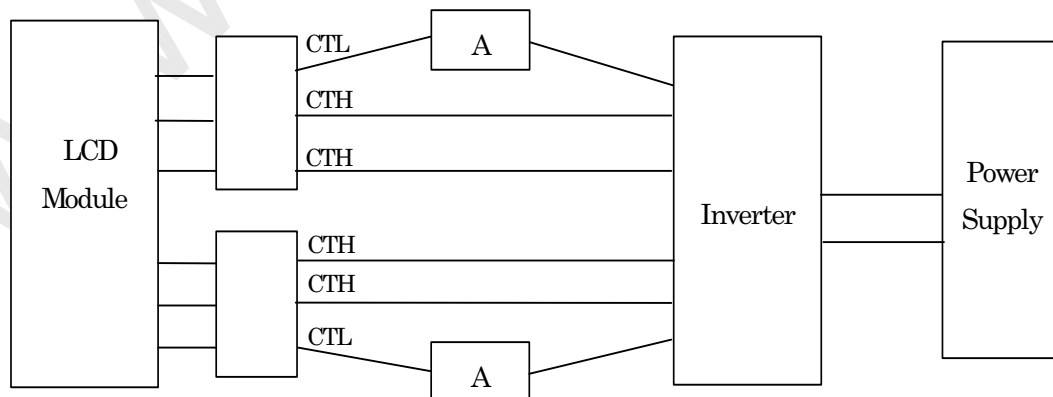 LCD
Module
CTL
CTH
CTH
CTH
CTH
CTL
A
A
Inverter
Power
Supply